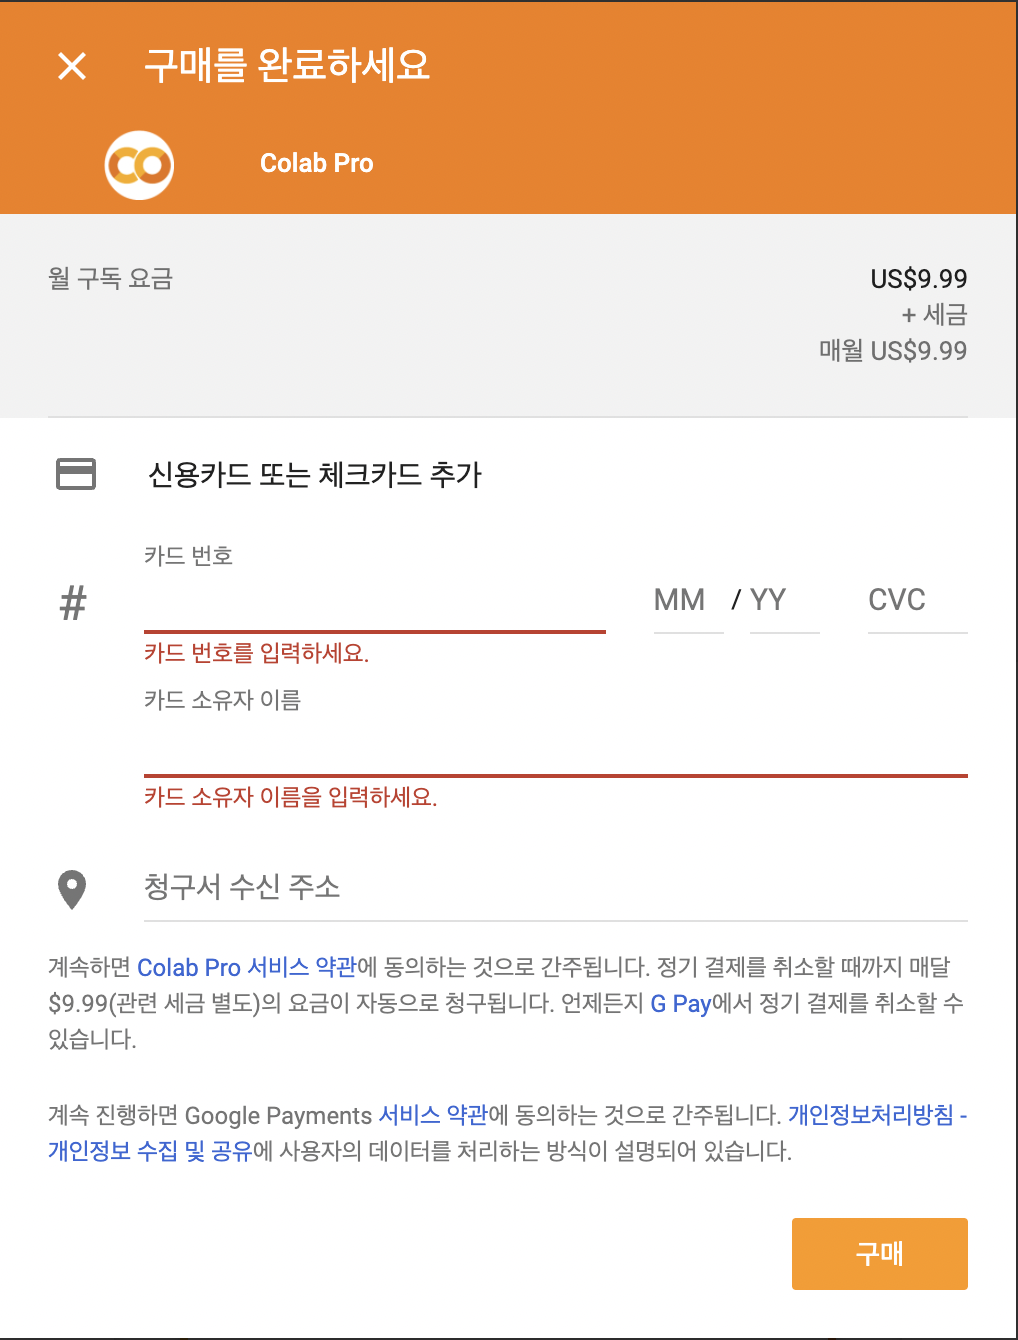 구매를 완료하세요
Colab Pro
월 구독 요금
US$9.99
+ 세금
매월 US$9.99
신용카드 또는 체크카드 추가
카드 번호
#
MM / YY
CVC
카드 번호를 입력하세요.
카드 소유자 이름
카드 소유자 이름을 입력하세요.
청구서 수신 주소
계속하면 Colab Pro 서비스 약관에 동의하는 것으로 간주됩니다. 정기 결제를 취소할 때까지 매달
$9.99(관련 세금 별도)의 요금이 자동으로 청구됩니다. 언제든지 G Pay에서 정기 결제를 취소할 수
있습니다.
계속 진행하면 Google Payments 서비스 약관에 동의하는 것으로 간주됩니다. 개인정보처리방침 -
개인정보 수집 및 공유에 사용자의 데이터를 처리하는 방식이 설명되어 있습니다.
구매